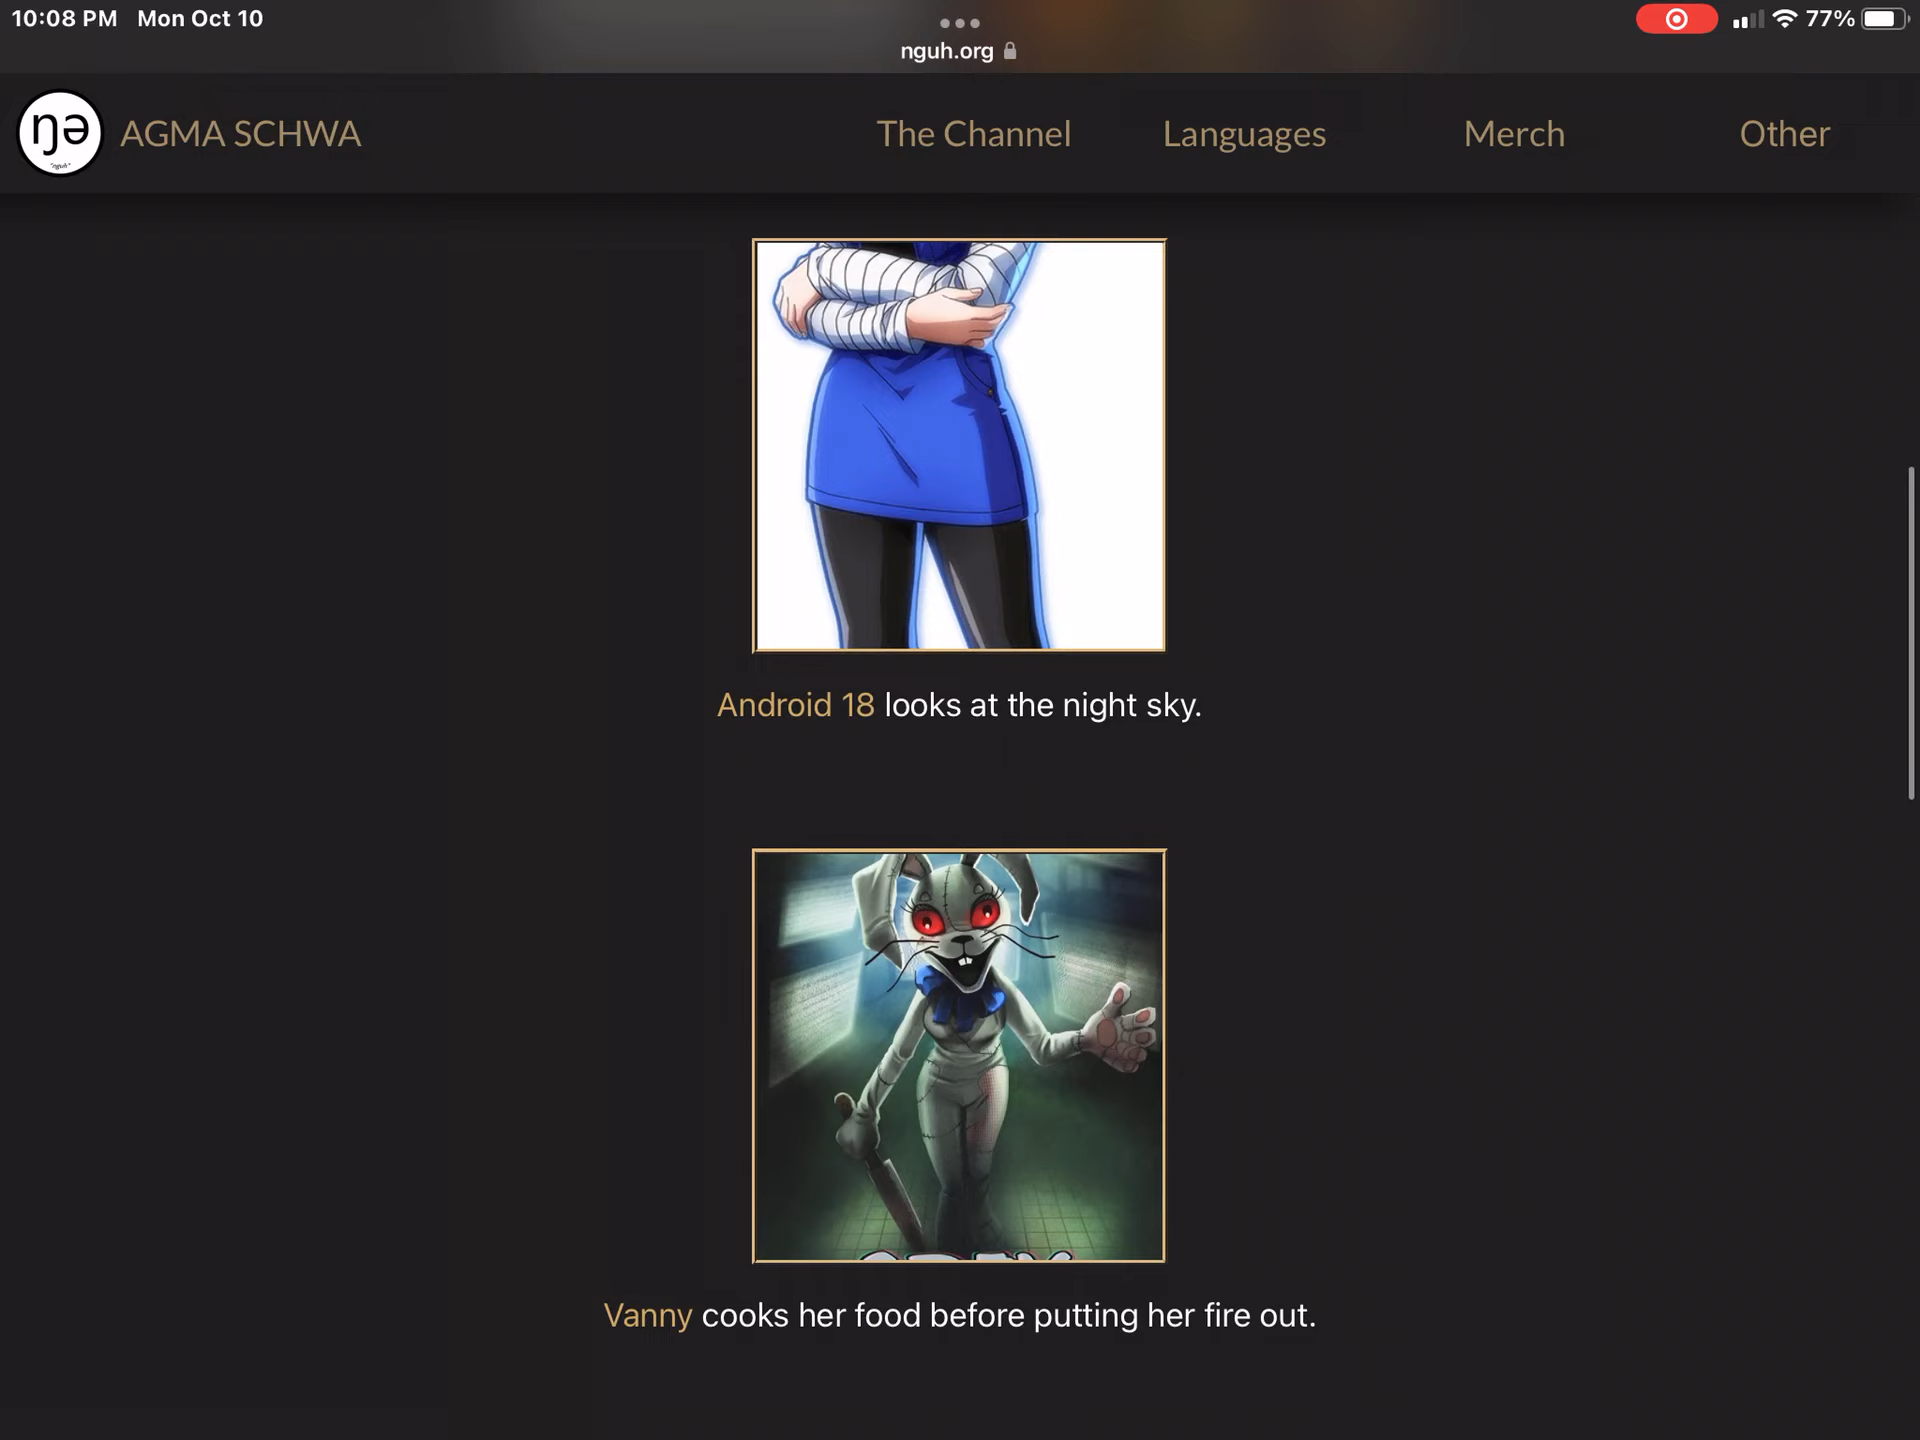 10:08 PM Mon Oct 10
77%
nguh.org
ŋə
"nguh"
AGMA SCHWA
The Channel
Languages
Merch
Other
Android 18 looks at the night sky.
Vanny cooks her food before putting her fire out.